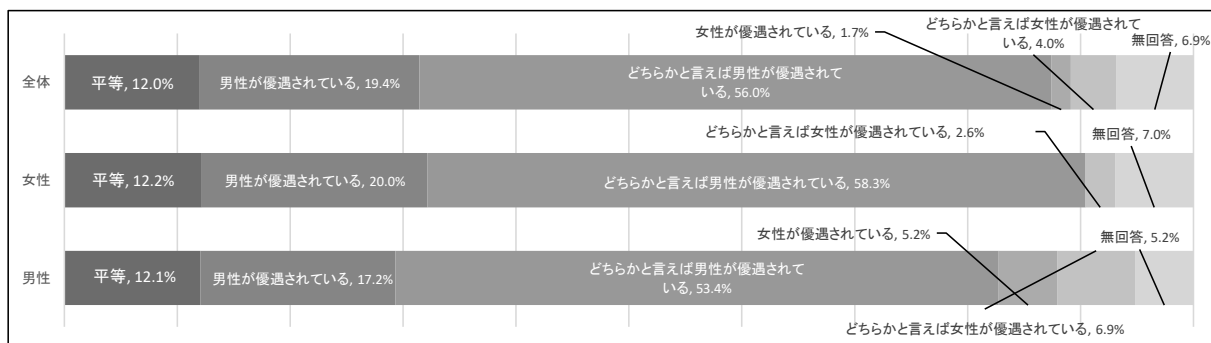 女性が優遇されている, 1.7%
どちらかと言えば女性が優遇されて
いる, 4.0%
無回答, 6.9%
全体
平等, 12.0%
男性が優遇されている, 19.4%
どちらかと言えば男性が優遇されて
いる, 56.0%
どちらかと言えば女性が優遇されている, 2.6%
無回答, 7.0%
女性
平等, 12.2%
男性が優遇されている, 20.0%
どちらかと言えば男性が優遇されている, 58.3%
女性が優遇されている, 5.2%
無回答, 5.2%
男性
平等, 12.1%
男性が優遇されている, 17.2%
どちらかと言えば男性が優遇されて
いる, 53.4%
どちらかと言えば女性が優遇されている, 6.9%